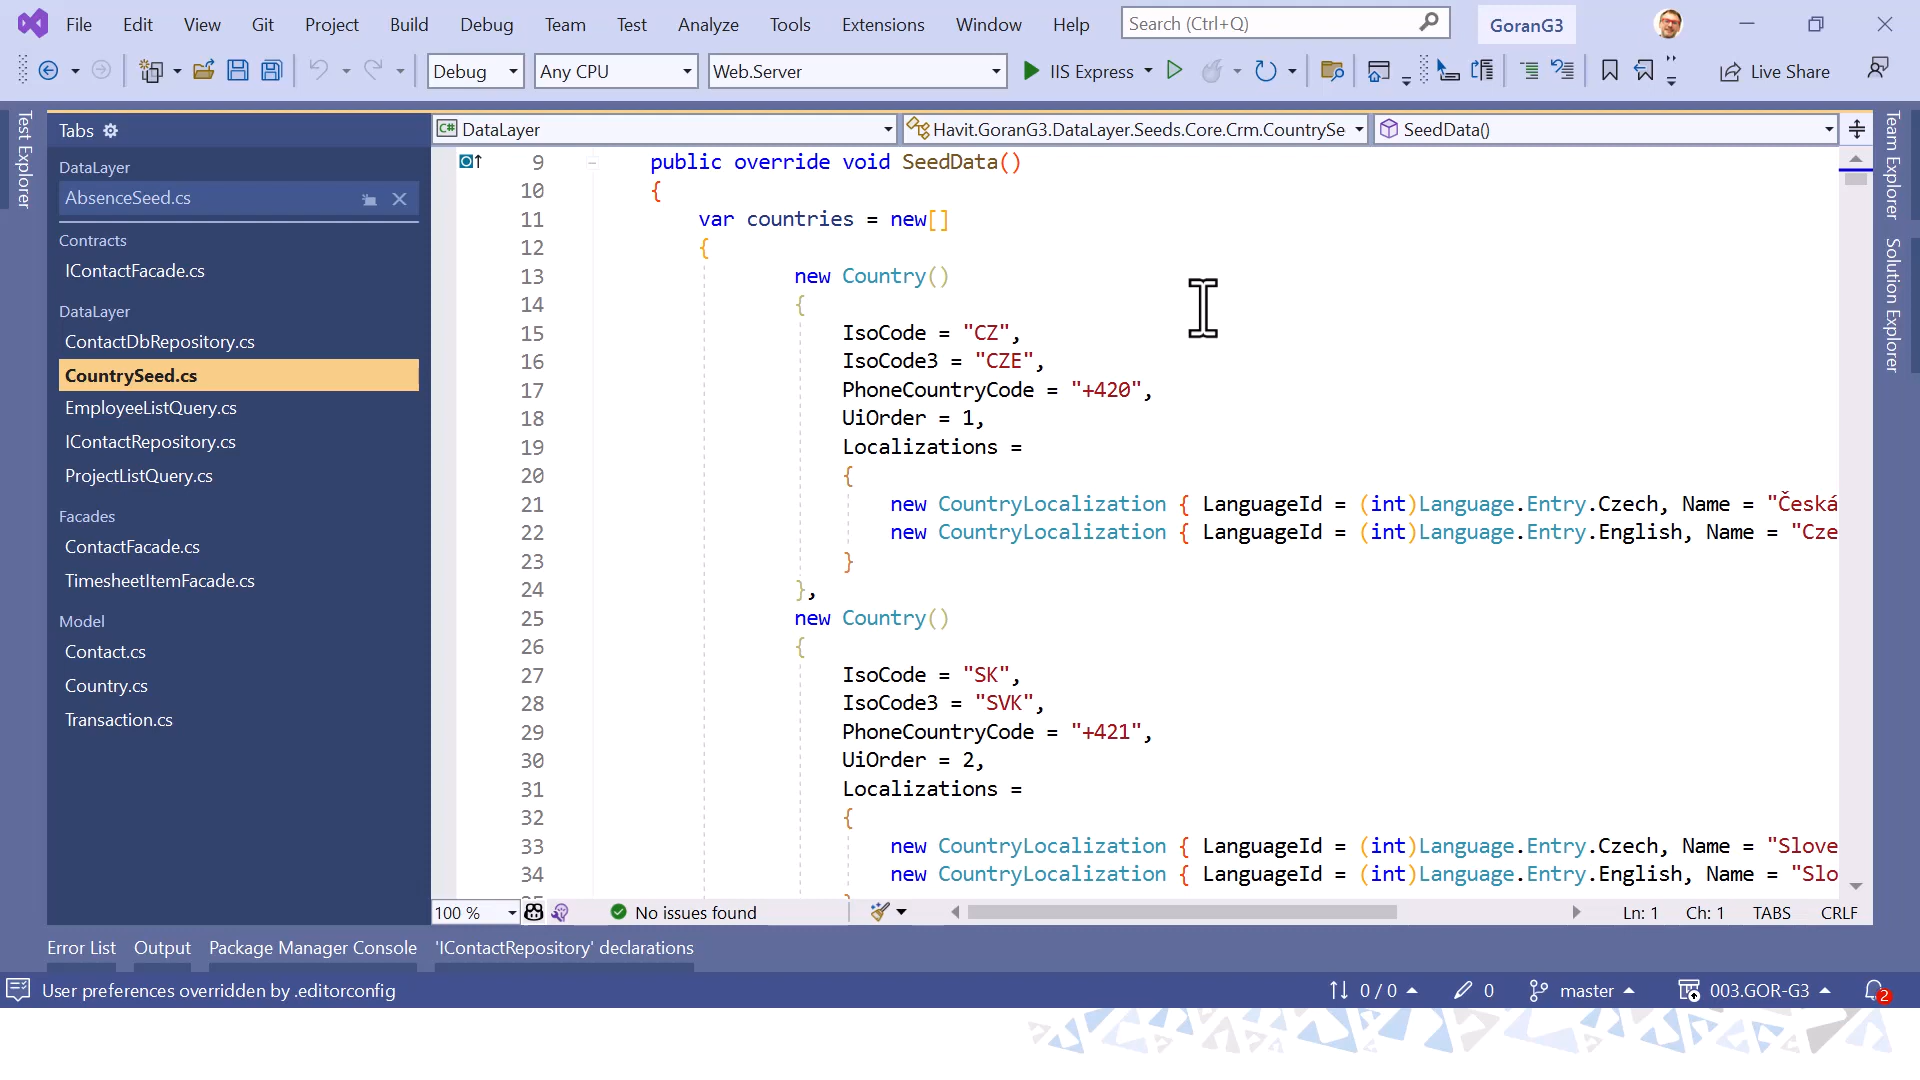 File Edit View Git Project Build Debug Team Test Analyze Tools Extensions Window Help Search (Ctrl+Q) GoranG3
Debug Any CPU Web.Server IIS Express Live Share
Test Explorer
Tabs
DataLayer
AbsenceSeed.cs
Contracts
IContactFacade.cs
DataLayer
ContactDbRepository.cs
CountrySeed.cs
EmployeeListQuery.cs
IContactRepository.cs
ProjectListQuery.cs
Facades
ContactFacade.cs
TimesheetItemFacade.cs
Model
Contact.cs
Country.cs
Transaction.cs
C# DataLayer Havit.GoranG3.DataLayer.Seeds.Core.Crm.CountrySe SeedData()
9 public override void SeedData()
10 {
11 var countries = new[]
12 {
13 new Country()
14 {
15 IsoCode = "CZ",
16 IsoCode3 = "CZE",
17 PhoneCountryCode = "+420",
18 UiOrder = 1,
19 Localizations =
20 {
21 new CountryLocalization { LanguageId = (int)Language.Entry.Czech, Name = "Česká
22 new CountryLocalization { LanguageId = (int)Language.Entry.English, Name = "Cze
23 }
24 },
25 new Country()
26 {
27 IsoCode = "SK",
28 IsoCode3 = "SVK",
29 PhoneCountryCode = "+421",
30 UiOrder = 2,
31 Localizations =
32 {
33 new CountryLocalization { LanguageId = (int)Language.Entry.Czech, Name = "Slove
34 new CountryLocalization { LanguageId = (int)Language.Entry.English, Name = "Slo
100 % No issues found Ln: 1 Ch: 1 TABS CRLF
Team Explorer
Solution Explorer
Error List Output Package Manager Console 'IContactRepository' declarations
User preferences overridden by .editorconfig 0 / 0 0 master 003.GOR-G3 2